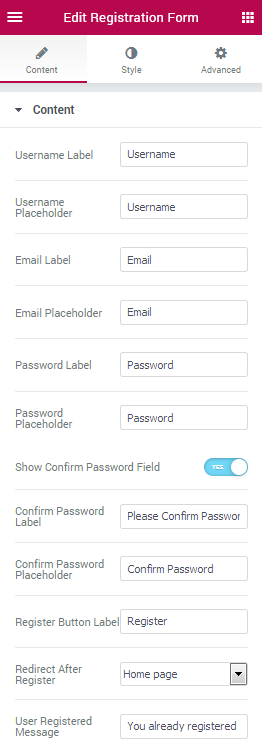 Edit Registration Form
Content
Style
Advanced
Content
Username Label
Username
Username
Placeholder
Username
Email Label
Email
Email Placeholder
Email
Password Label
Password
Password
Placeholder
Password
Show Confirm Password Field
YES
Confirm Password
Label
Please Confirm Passwor
Confirm Password
Placeholder
Confirm Password
Register Button Label
Register
Redirect After
Register
Home page
User Registered
Message
You already registered